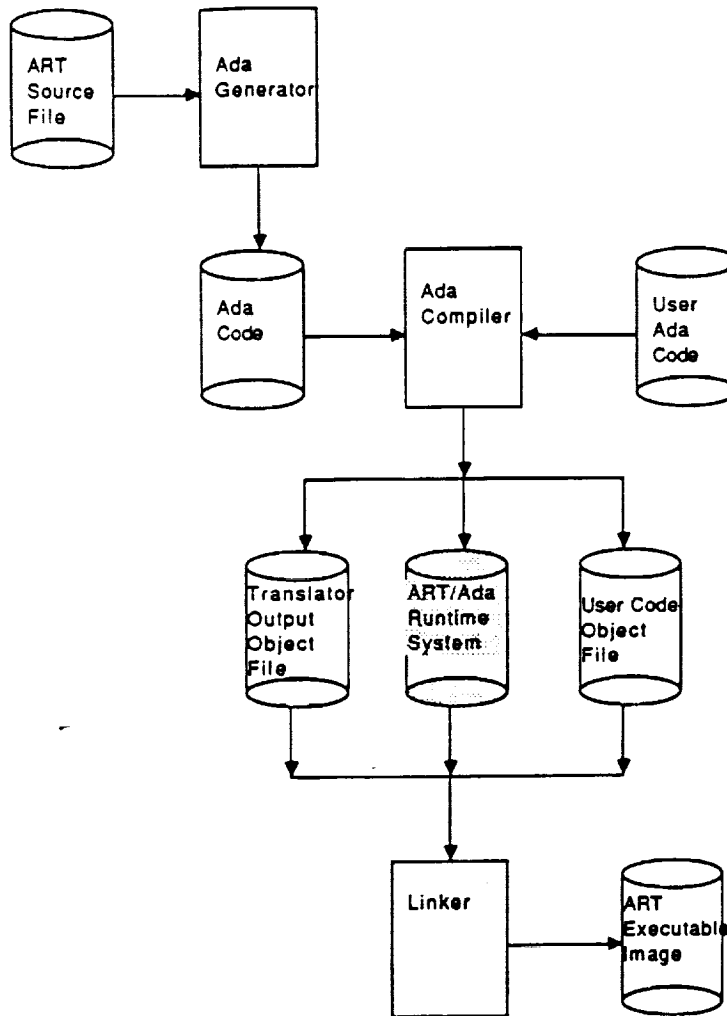 ART
Source
File
Ada
Generator
Ada
Code
Ada
Compiler
User
Ada
Code
Translator
Output
Object
File
ART/Ada
Runtime
System
User Code
Object
File
Linker
ART
Executable
Image